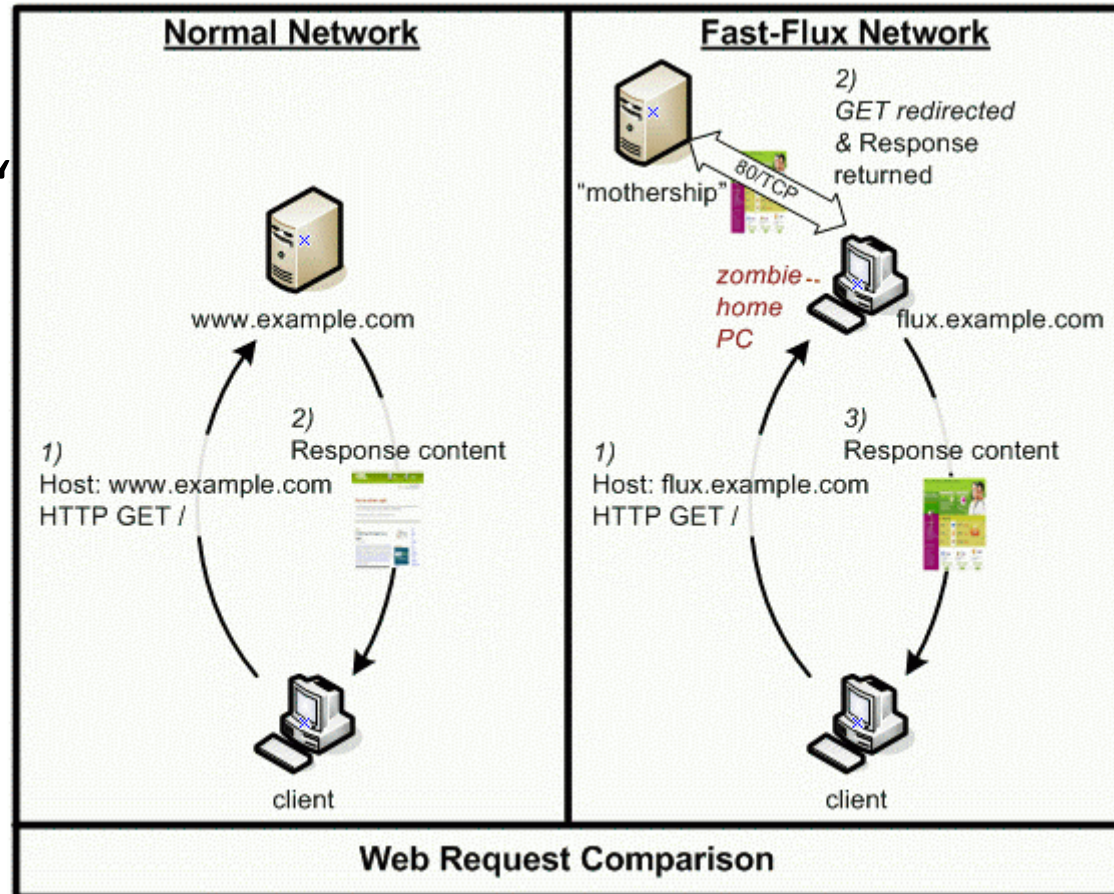 Normal Network
Y
www.example.com
1)
Host: www.example.com
HTTP GET /
2)
Response content
client
Fast-Flux Network
2)
GET redirected
& Response
returned
"mothership"
80/TCP
zombie --
home
PC
flux.example.com
1)
Host: flux.example.com
HTTP GET /
3)
Response content
client
Web Request Comparison